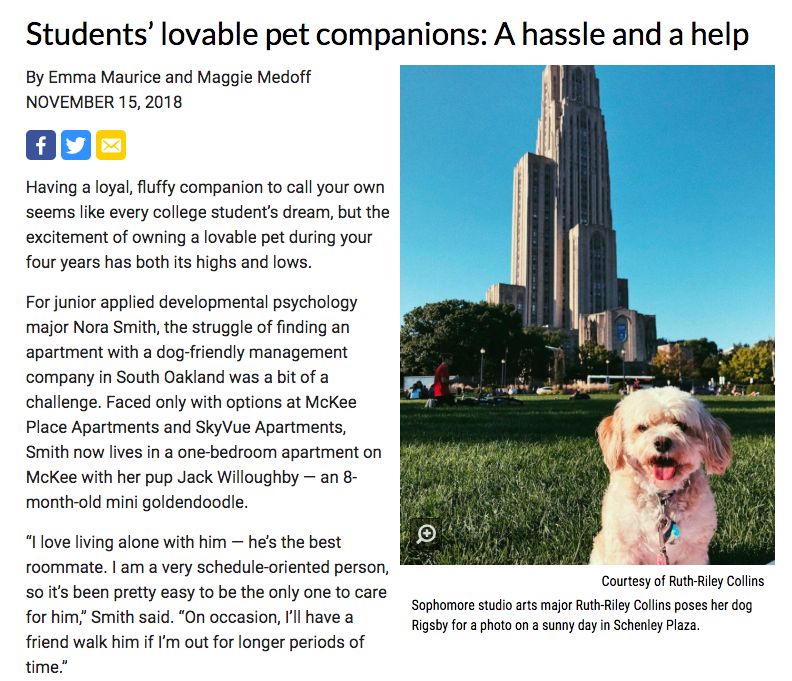 Students’ lovable pet companions: A hassle and a help
By Emma Maurice and Maggie Medoff
NOVEMBER 15, 2018
Having a loyal, fluffy companion to call your own
seems like every college student’s dream, but the
excitement of owning a lovable pet during your
four years has both its highs and lows.
For junior applied developmental psychology
major Nora Smith, the struggle of finding an
apartment with a dog-friendly management
company in South Oakland was a bit of a
challenge. Faced only with options at McKee
Place Apartments and SkyVue Apartments,
Smith now lives in a one-bedroom apartment on
McKee with her pup Jack Willoughby — an 8-
month-old mini goldendoodle.
“I love living alone with him — he’s the best
roommate. I am a very schedule-oriented person,
so it’s been pretty easy to be the only one to care
for him,” Smith said. “On occasion, I’ll have a
friend walk him if I’m out for longer periods of
time.”
Courtesy of Ruth-Riley Collins
Sophomore studio arts major Ruth-Riley Collins poses her dog
Rigsby for a photo on a sunny day in Schenley Plaza.